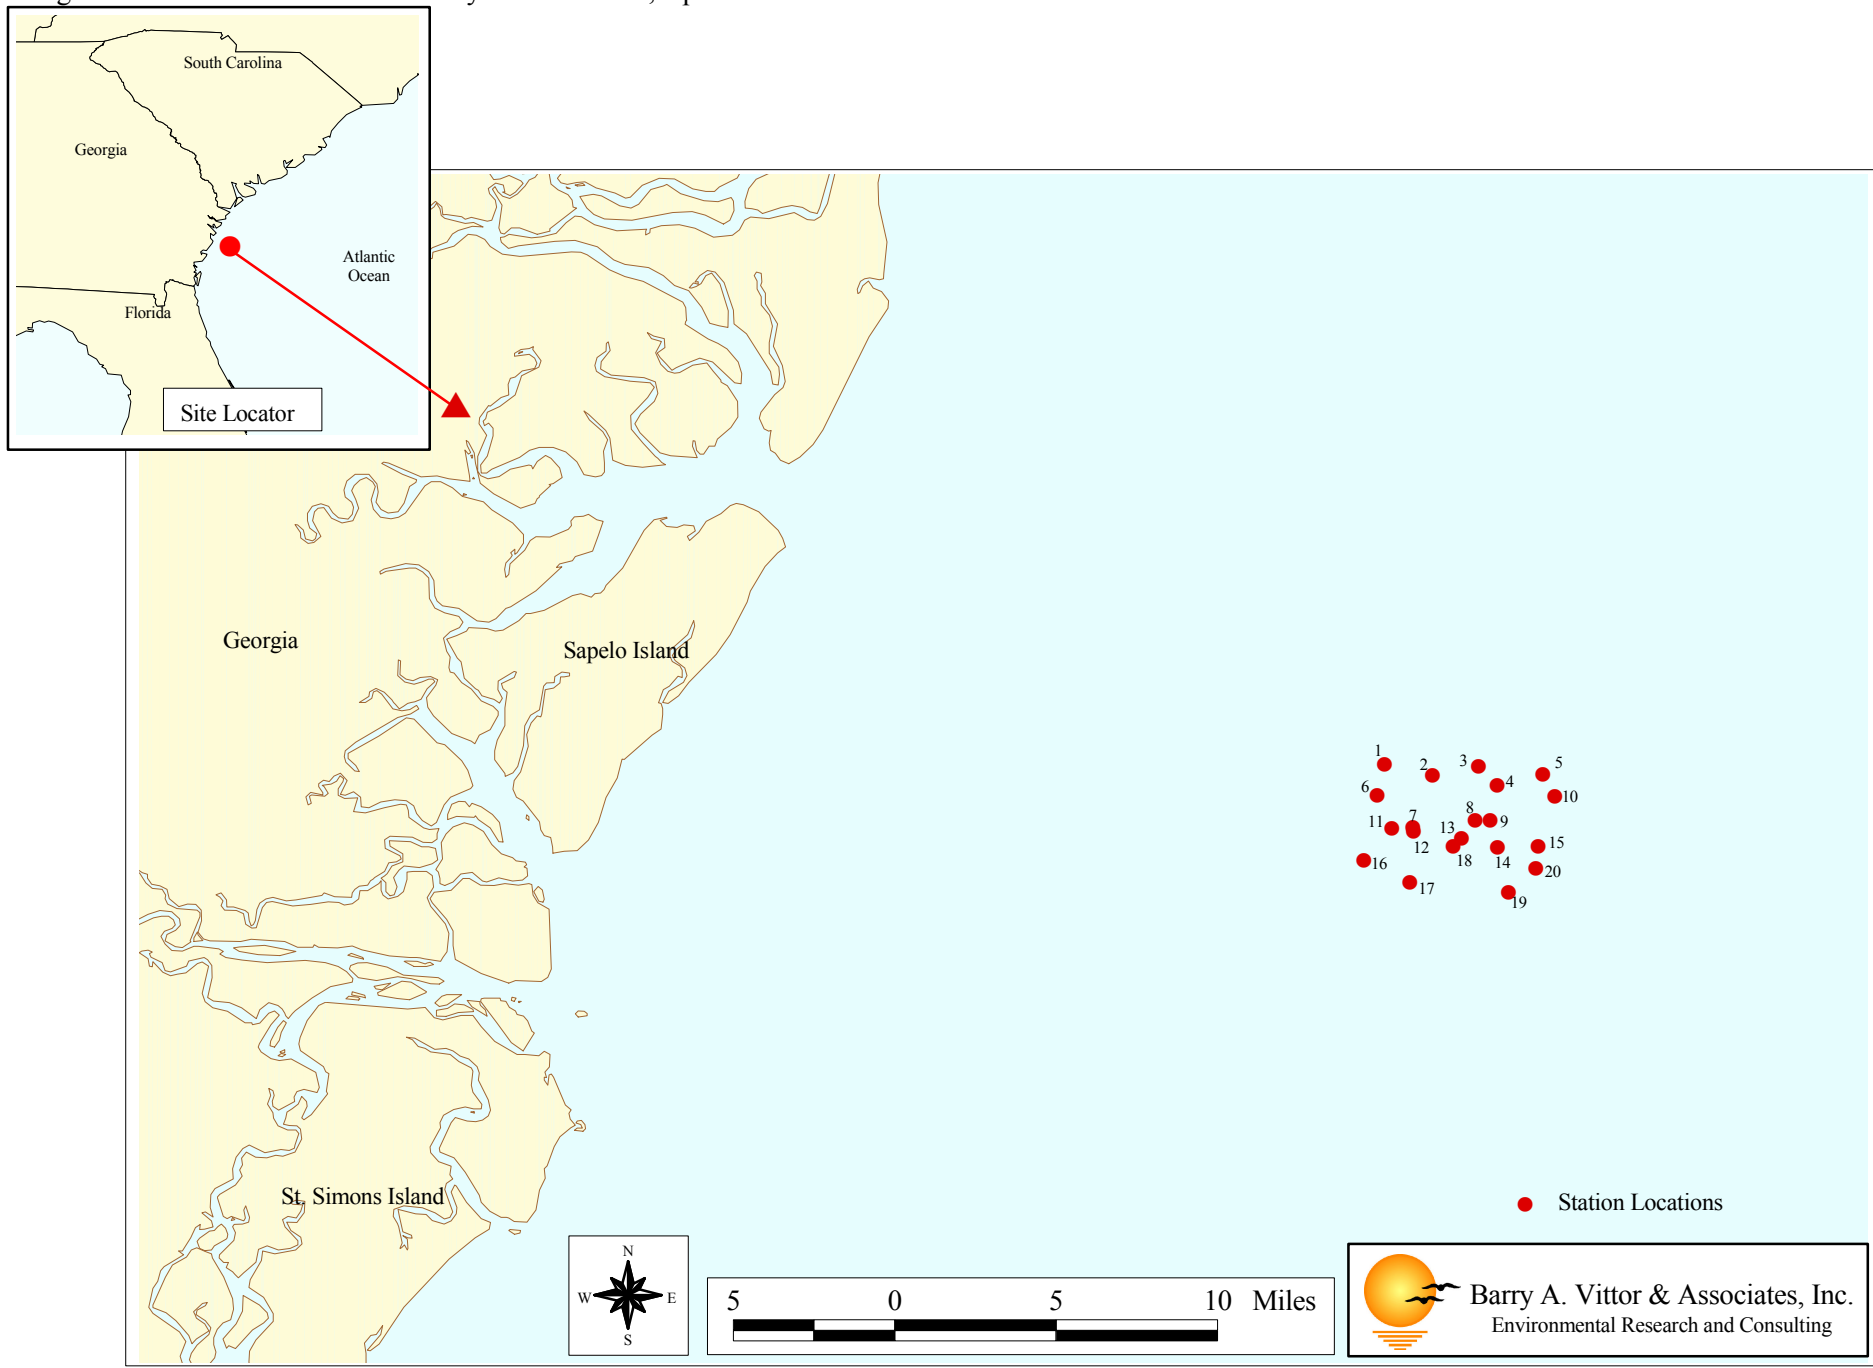 South Carolina
Georgia
Atlantic
Ocean
Florida
Site Locator
Georgia
Sapelo Island
1
2
3
4
5
6
7
8
9
10
11
12
13
14
15
16
17
18
19
20
St. Simons Island
Station Locations
N
W E
S
5 0 5 10 Miles
Barry A. Vittor & Associates, Inc.
Environmental Research and Consulting